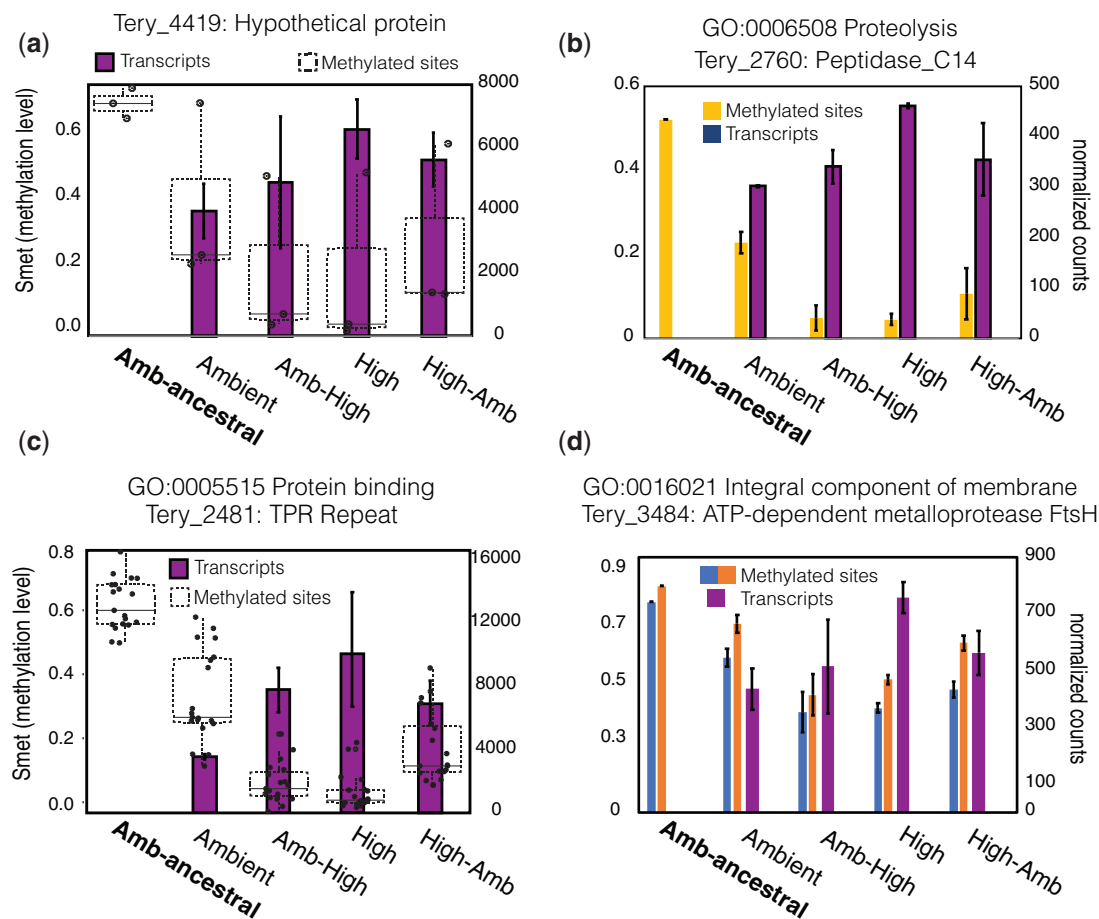 (a)
Tery_4419: Hypothetical protein
Transcripts
Methylated sites
Smet (methylation level)
0.6
0.4
0.2
0.0
8000
6000
4000
2000
0
Amb-ancestral
Ambient
Amb-High
High
High-Amb
(b)
GO:0006508 Proteolysis
Tery_2760: Peptidase_C14
Methylated sites
Transcripts
0.6
0.4
0.2
0
500
400
300
200
100
0
normalized counts
Amb-ancestral
Ambient
Amb-High
High
High-Amb
(c)
GO:0005515 Protein binding
Tery_2481: TPR Repeat
Transcripts
Methylated sites
Smet (methylation level)
0.8
0.6
0.4
0.2
0.0
16000
12000
8000
4000
0
Amb-ancestral
Ambient
Amb-High
High
High-Amb
(d)
GO:0016021 Integral component of membrane
Tery_3484: ATP-dependent metalloprotease FtsH
Methylated sites
Transcripts
0.9
0.7
0.5
0.3
0
900
700
500
300
100
0
normalized counts
Amb-ancestral
Ambient
Amb-High
High
High-Amb